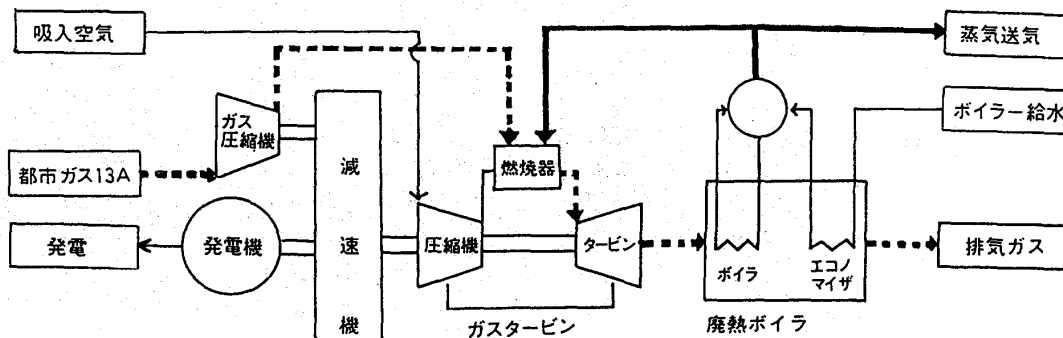 吸入空気
蒸気送気
ガス
圧縮機
ボイラー給水
都市ガス13A
減速機
燃焼器
発電
発電機
圧縮機
タービン
ボイラ
エコノ
マイザ
排気ガス
ガスタービン
廃熱ボイラ